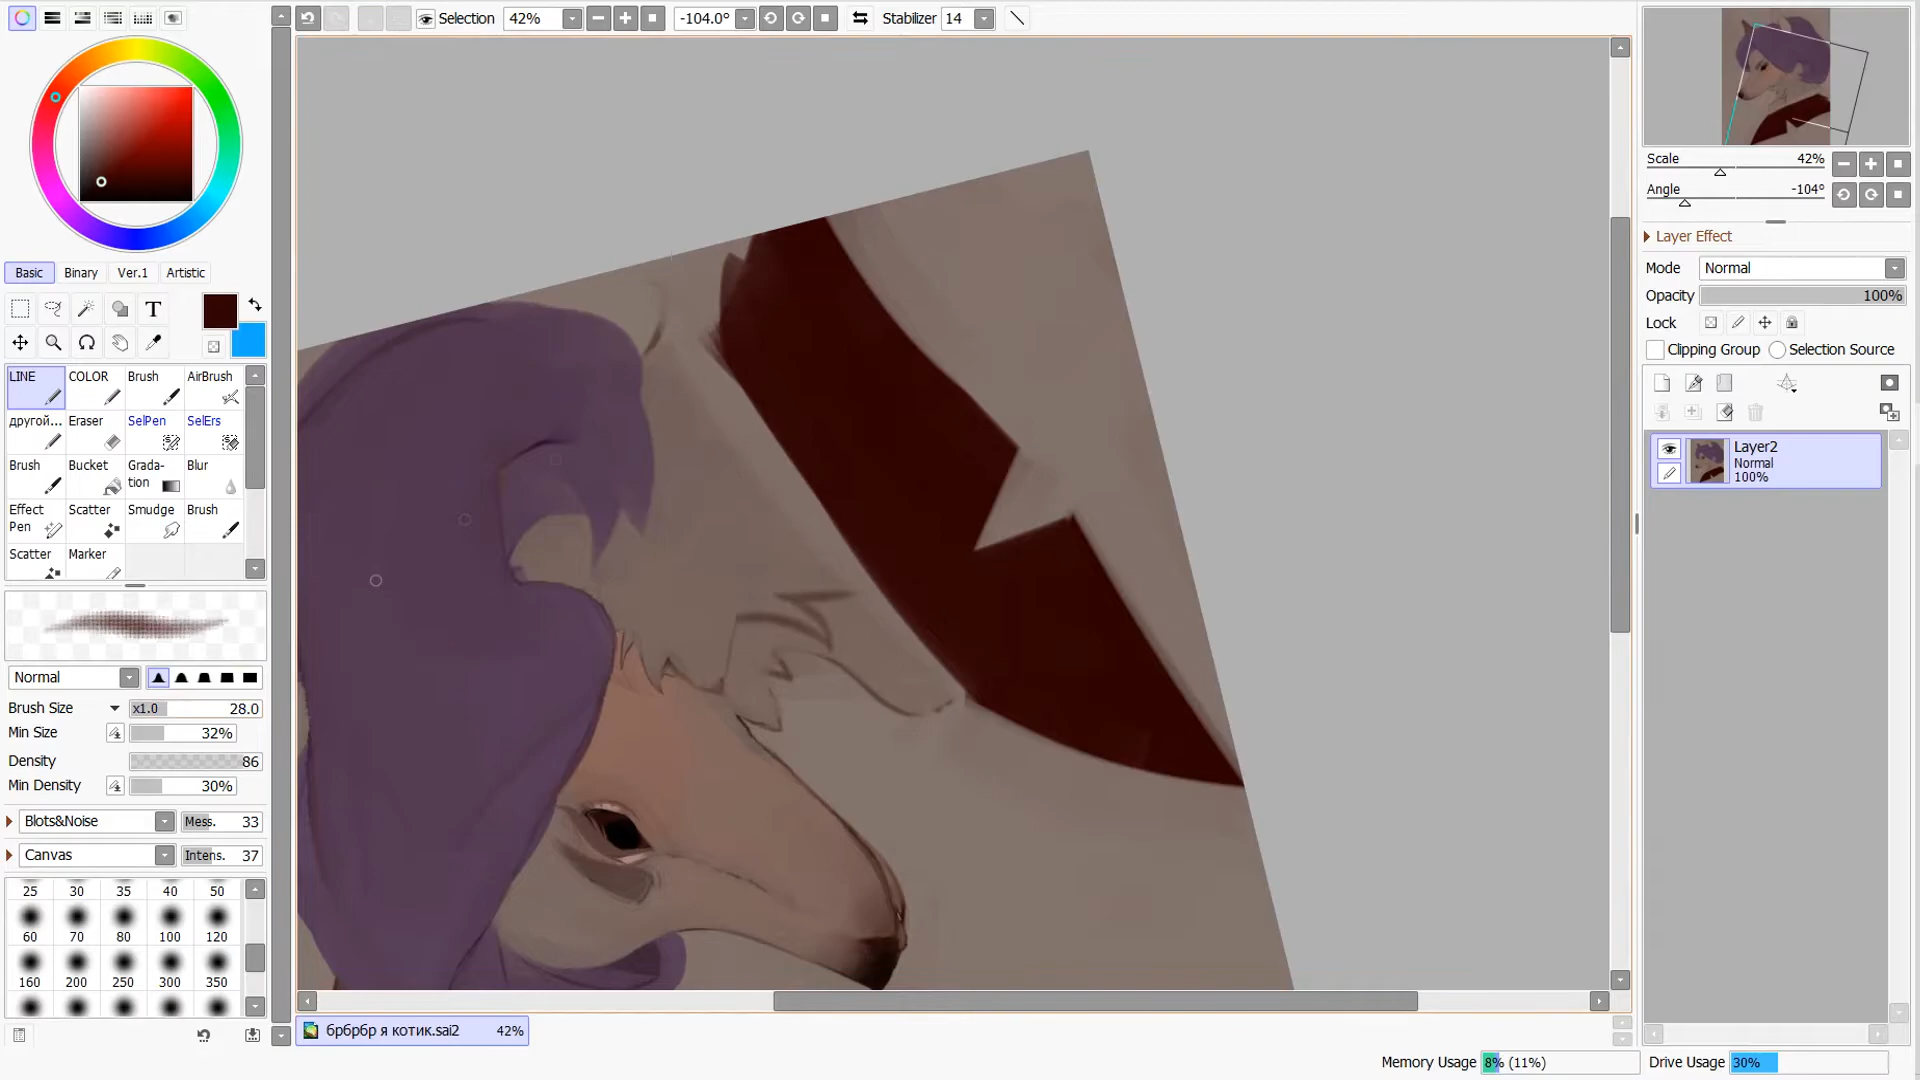 Selection 42% -104.0° Stabilizer 14
Scale 42%
Angle -104°
Layer Effect
Mode Normal
Opacity 100%
Lock
Clipping Group Selection Source
Layer2
Normal
100%
Basic Binary Ver.1 Artistic
T
LINE COLOR Brush AirBrush
другой... Eraser SelPen SelErs
Brush Bucket Grada-tion Blur
Effect Pen Scatter Smudge Brush
Scatter Marker
Normal
Brush Size x1.0 28.0
Min Size 32%
Density 86
Min Density 30%
Blots&Noise Mess. 33
Canvas Intens. 37
25 30 35 40 50
60 70 80 100 120
160 200 250 300 350
брбрбр я котик.sai2 42%
Memory Usage 8% (11%) Drive Usage 30%